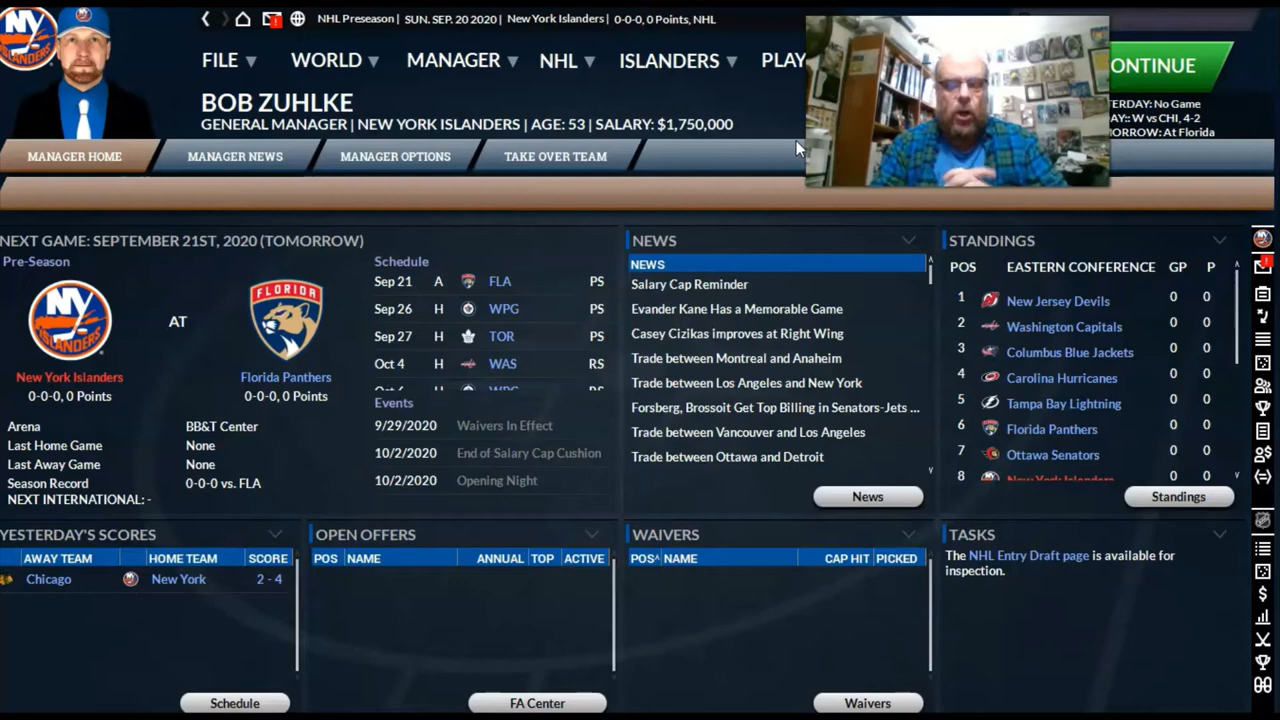 NHL Preseason | SUN. SEP. 20 2020 | New York Islanders | 0-0-0, 0 Points, NHL
FILE WORLD MANAGER NHL ISLANDERS PLAY
ONTINUE
BOB ZUHLKE
GENERAL MANAGER | NEW YORK ISLANDERS | AGE: 53 | SALARY: $1,750,000
TERDAY: No Game
AY:: W vs CHI, 4-2
MORROW: At Florida
MANAGER HOME MANAGER NEWS MANAGER OPTIONS TAKE OVER TEAM
NEXT GAME: SEPTEMBER 21ST, 2020 (TOMORROW)
Pre-Season
AT
FLORIDA
New York Islanders
0-0-0, 0 Points
Florida Panthers
0-0-0, 0 Points
Arena BB&T Center
Last Home Game None
Last Away Game None
Season Record 0-0-0 vs. FLA
NEXT INTERNATIONAL: -
Schedule
Sep 21 A FLA PS
Sep 26 H WPG PS
Sep 27 H TOR PS
Oct 4 H WAS RS
Oct 6 H WPG RS
Events
9/29/2020 Waivers In Effect
10/2/2020 End of Salary Cap Cushion
10/2/2020 Opening Night
NEWS
NEWS
Salary Cap Reminder
Evander Kane Has a Memorable Game
Casey Cizikas improves at Right Wing
Trade between Montreal and Anaheim
Trade between Los Angeles and New York
Forsberg, Brossoit Get Top Billing in Senators-Jets ...
Trade between Vancouver and Los Angeles
Trade between Ottawa and Detroit
News
STANDINGS
POS EASTERN CONFERENCE GP P
1 New Jersey Devils 0 0
2 Washington Capitals 0 0
3 Columbus Blue Jackets 0 0
4 Carolina Hurricanes 0 0
5 Tampa Bay Lightning 0 0
6 Florida Panthers 0 0
7 Ottawa Senators 0 0
8 New York Islanders 0 0
Standings
YESTERDAY'S SCORES
AWAY TEAM HOME TEAM SCORE
Chicago New York 2 - 4
Schedule
OPEN OFFERS
POS NAME ANNUAL TOP ACTIVE
FA Center
WAIVERS
POS^ NAME CAP HIT PICKED
Waivers
TASKS
The NHL Entry Draft page is available for
inspection.